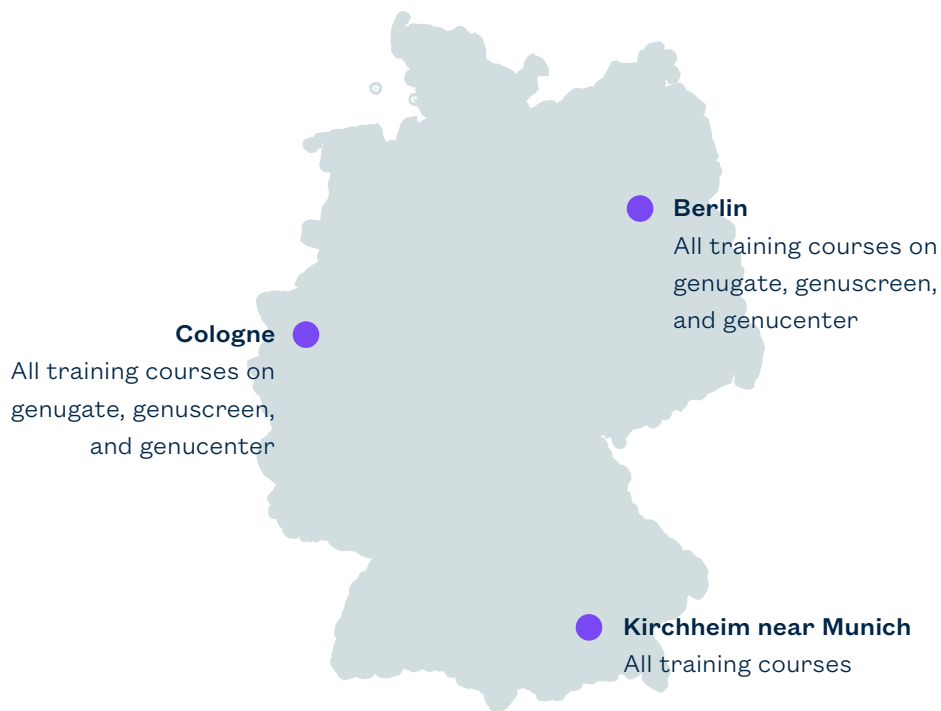 Berlin
All training courses on
genugate, genuscreen,
and genucenter
Cologne
All training courses on
genugate, genuscreen,
and genucenter
Kirchheim near Munich
All training courses